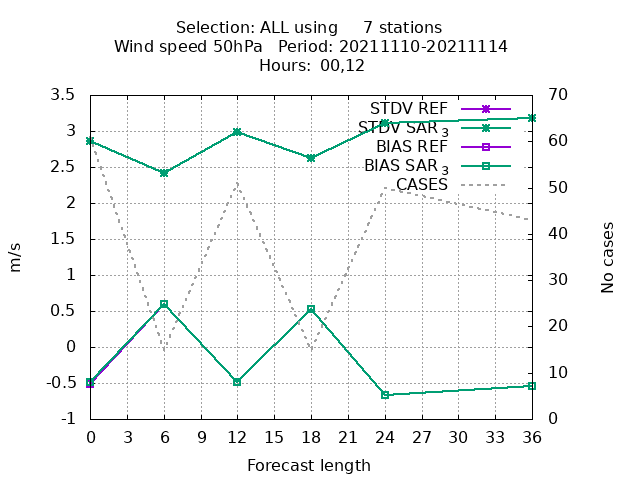 Selection: ALL using 7 stations
Wind speed 50hPa Period: 20211110-20211114
Hours: 00,12
STDV REF
STDV SAR3
BIAS REF
BIAS SAR3
CASES
3.5
3
2.5
2
1.5
1
0.5
0
-0.5
-1
m/s
70
60
50
40
30
20
10
0
No cases
0 3 6 9 12 15 18 21 24 27 30 33 36
Forecast length